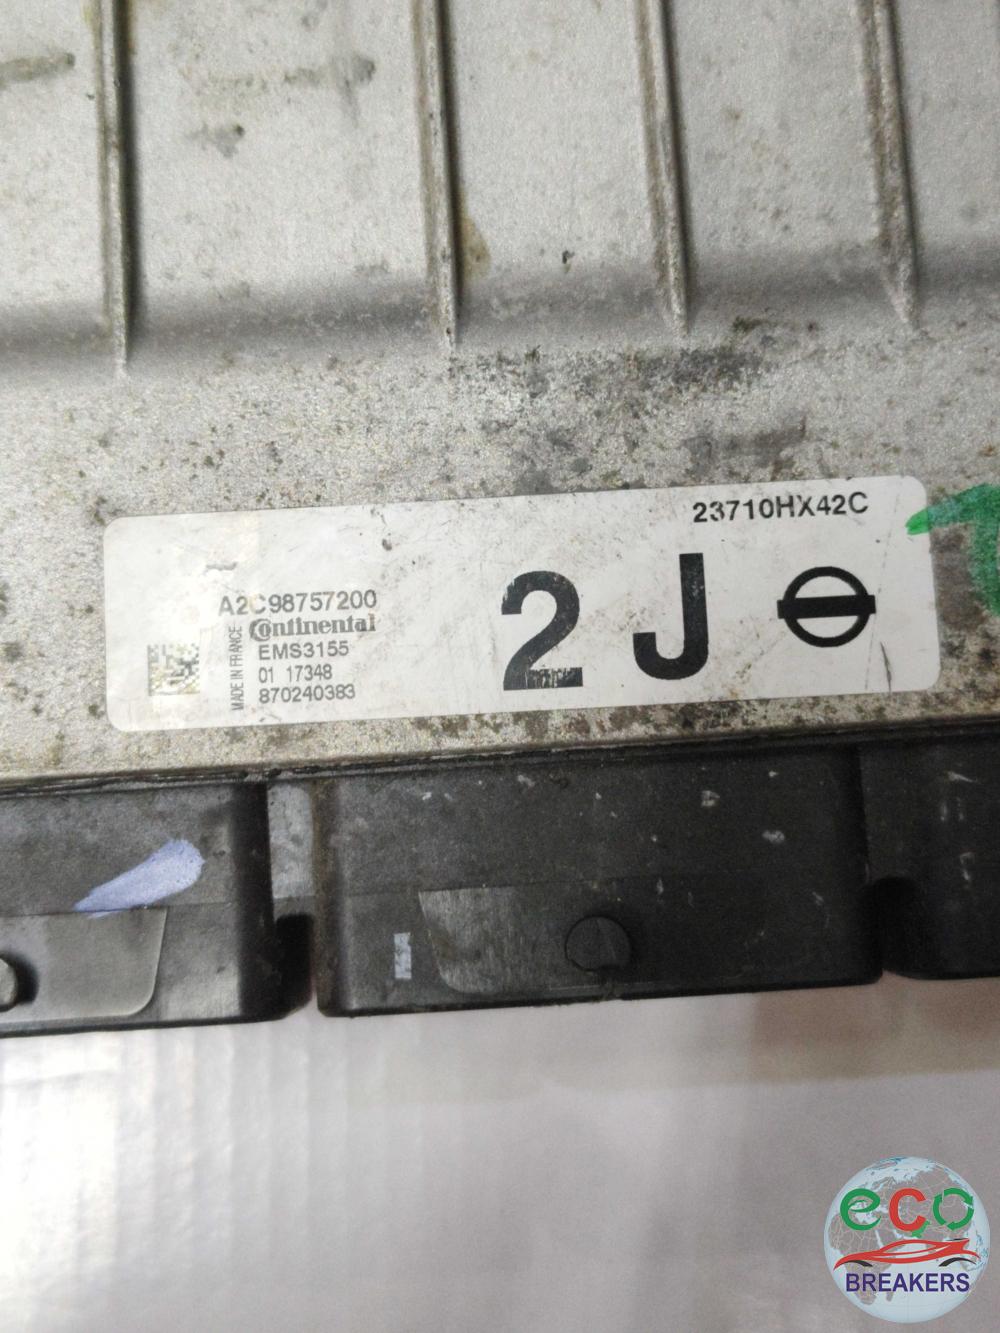 23710HX42C
2J
A2C98757200
Continental
EMS3155
01 17348
870240383
MADE IN FRANCE
eco
BREAKERS